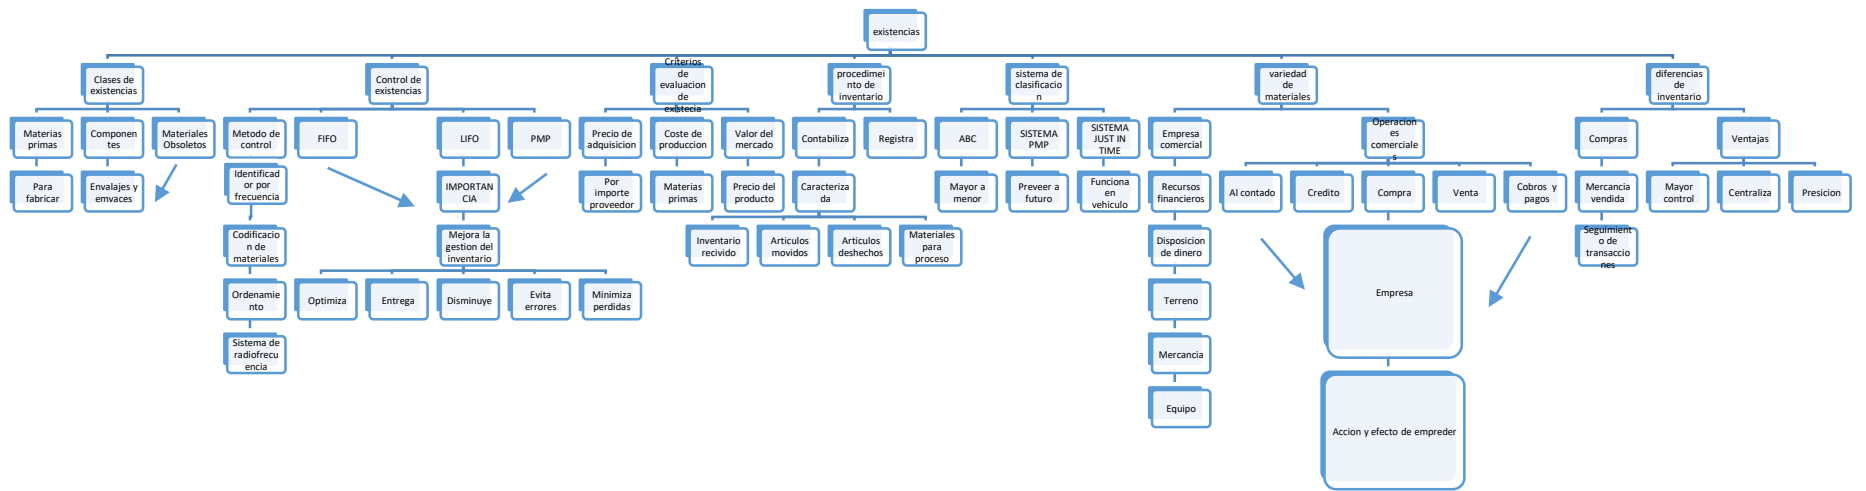 existencias
Clases de
existencias
Control de
existencias
Criterios
de
evaluacion
de
existecia
procedimei
nto de
inventario
sistema de
clasificacio
n
variedad
de
materiales
diferencias
de
inventario
Materias
primas
Componen
tes
Materiales
Obsoletos
Metodo de
control
FIFO
LIFO
PMP
Precio de
adquisicion
Coste de
produccion
Valor del
mercado
Contabiliza
Registra
ABC
SISTEMA
PMP
SISTEMA
JUST IN
TIME
Empresa
comercial
Operacion
es
comerciale
s
Compras
Ventajas
Para
fabricar
Envalajes y
emvaces
Identificad
or por
frecuencia
IMPORTAN
CIA
Por
importe
proveedor
Materias
primas
Precio del
producto
Caracteriza
da
Mayor a
menor
Preveer a
futuro
Funciona
en
vehiculo
Recursos
financieros
Al contado
Credito
Compra
Venta
Cobros y
pagos
Mercancia
vendida
Mayor
control
Centraliza
Presicion
Codificacio
n de
materiales
Mejora la
gestion del
inventario
Inventario
recivido
Articulos
movidos
Articulos
deshechos
Materiales
para
proceso
Disposicion
de dinero
Empresa
Seguimient
o de
transaccio
nes
Ordenamie
nto
Optimiza
Entrega
Disminuye
Evita
errores
Minimiza
perdidas
Terreno
Sistema de
radiofrecu
encia
Mercancia
Accion y efecto de empreder
Equipo